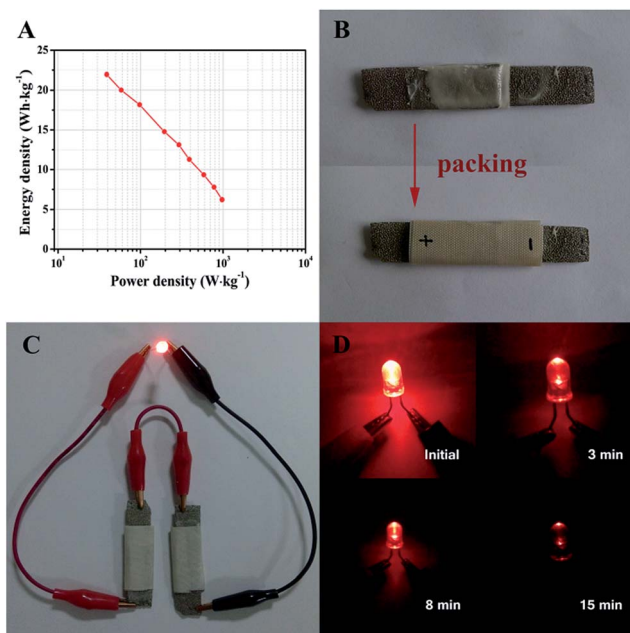 A
Energy density (Wh·kg⁻¹)
25
20
15
10
5
0
10¹ 10² 10³ 10⁴
Power density (W·kg⁻¹)
B
packing
+ -
C
D
Initial
3 min
8 min
15 min